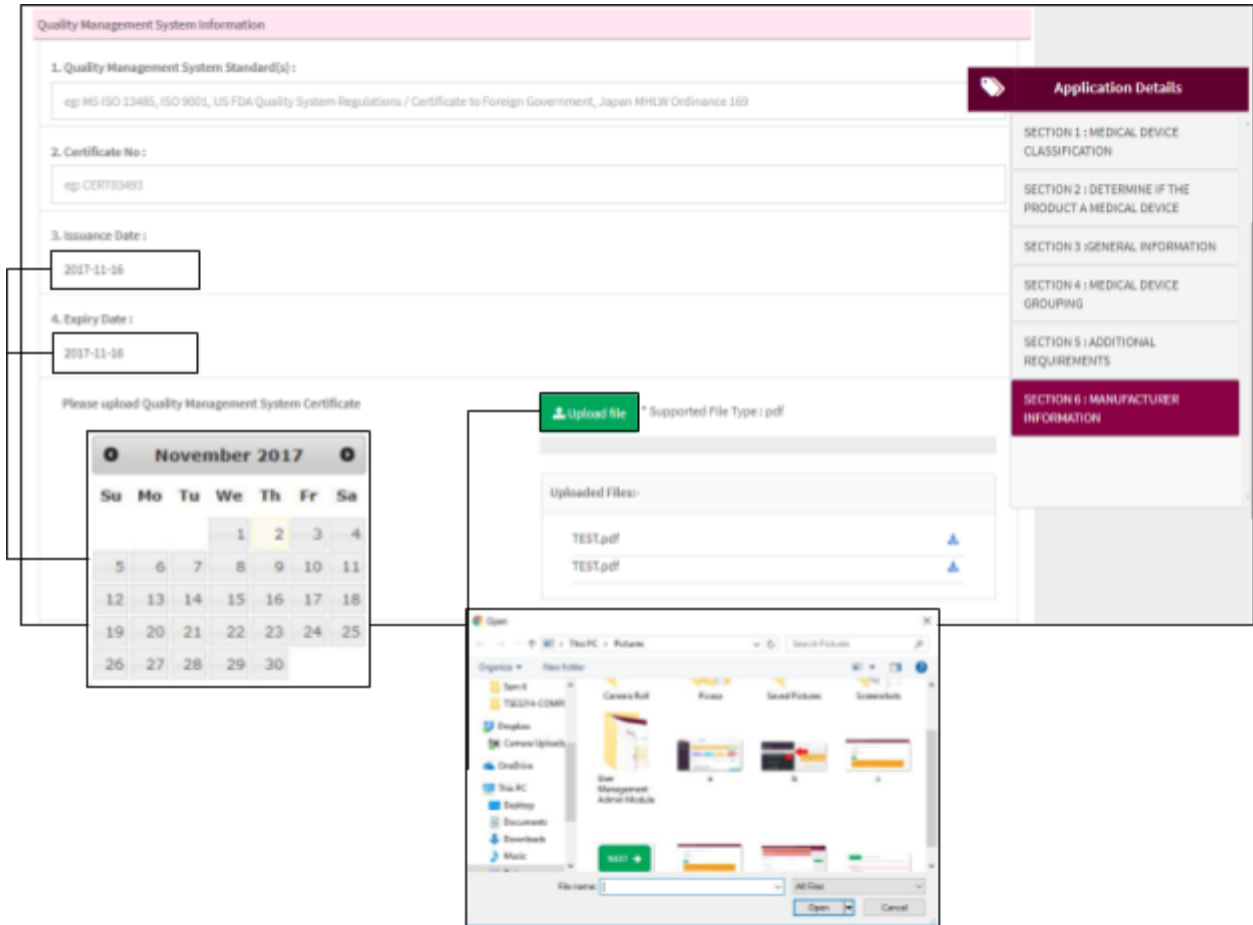 Quality Management System Information
1. Quality Management System Standard(s) :
eg: MS ISO 13485, ISO 9001, US FDA Quality System Regulations / Certificate to Foreign Government, Japan MHLW Ordinance 169
2. Certificate No :
eg: CERT03493
3. Issuance Date :
2017-11-16
4. Expiry Date :
2017-11-16
Please upload Quality Management System Certificate
Upload file * Supported File Type : pdf
Uploaded Files:-
TEST.pdf
TEST.pdf
Application Details
SECTION 1 : MEDICAL DEVICE
CLASSIFICATION
SECTION 2 : DETERMINE IF THE
PRODUCT A MEDICAL DEVICE
SECTION 3 :GENERAL INFORMATION
SECTION 4 : MEDICAL DEVICE
GROUPING
SECTION 5 : ADDITIONAL
REQUIREMENTS
SECTION 6 : MANUFACTURER
INFORMATION
November 2017
Su Mo Tu We Th Fr Sa
1 2 3 4
5 6 7 8 9 10 11
12 13 14 15 16 17 18
19 20 21 22 23 24 25
26 27 28 29 30
Open
This PC > Pictures
Search Pictures
Organize New folder
Sem 8
Dropbox
Camera Uploads
OneDrive
This PC
Desktop
Documents
Downloads
Music
Camera Roll Picasa Saved Pictures Screenshots
User
Management
Admin Module
NEXT
File name:
All Files
Open Cancel